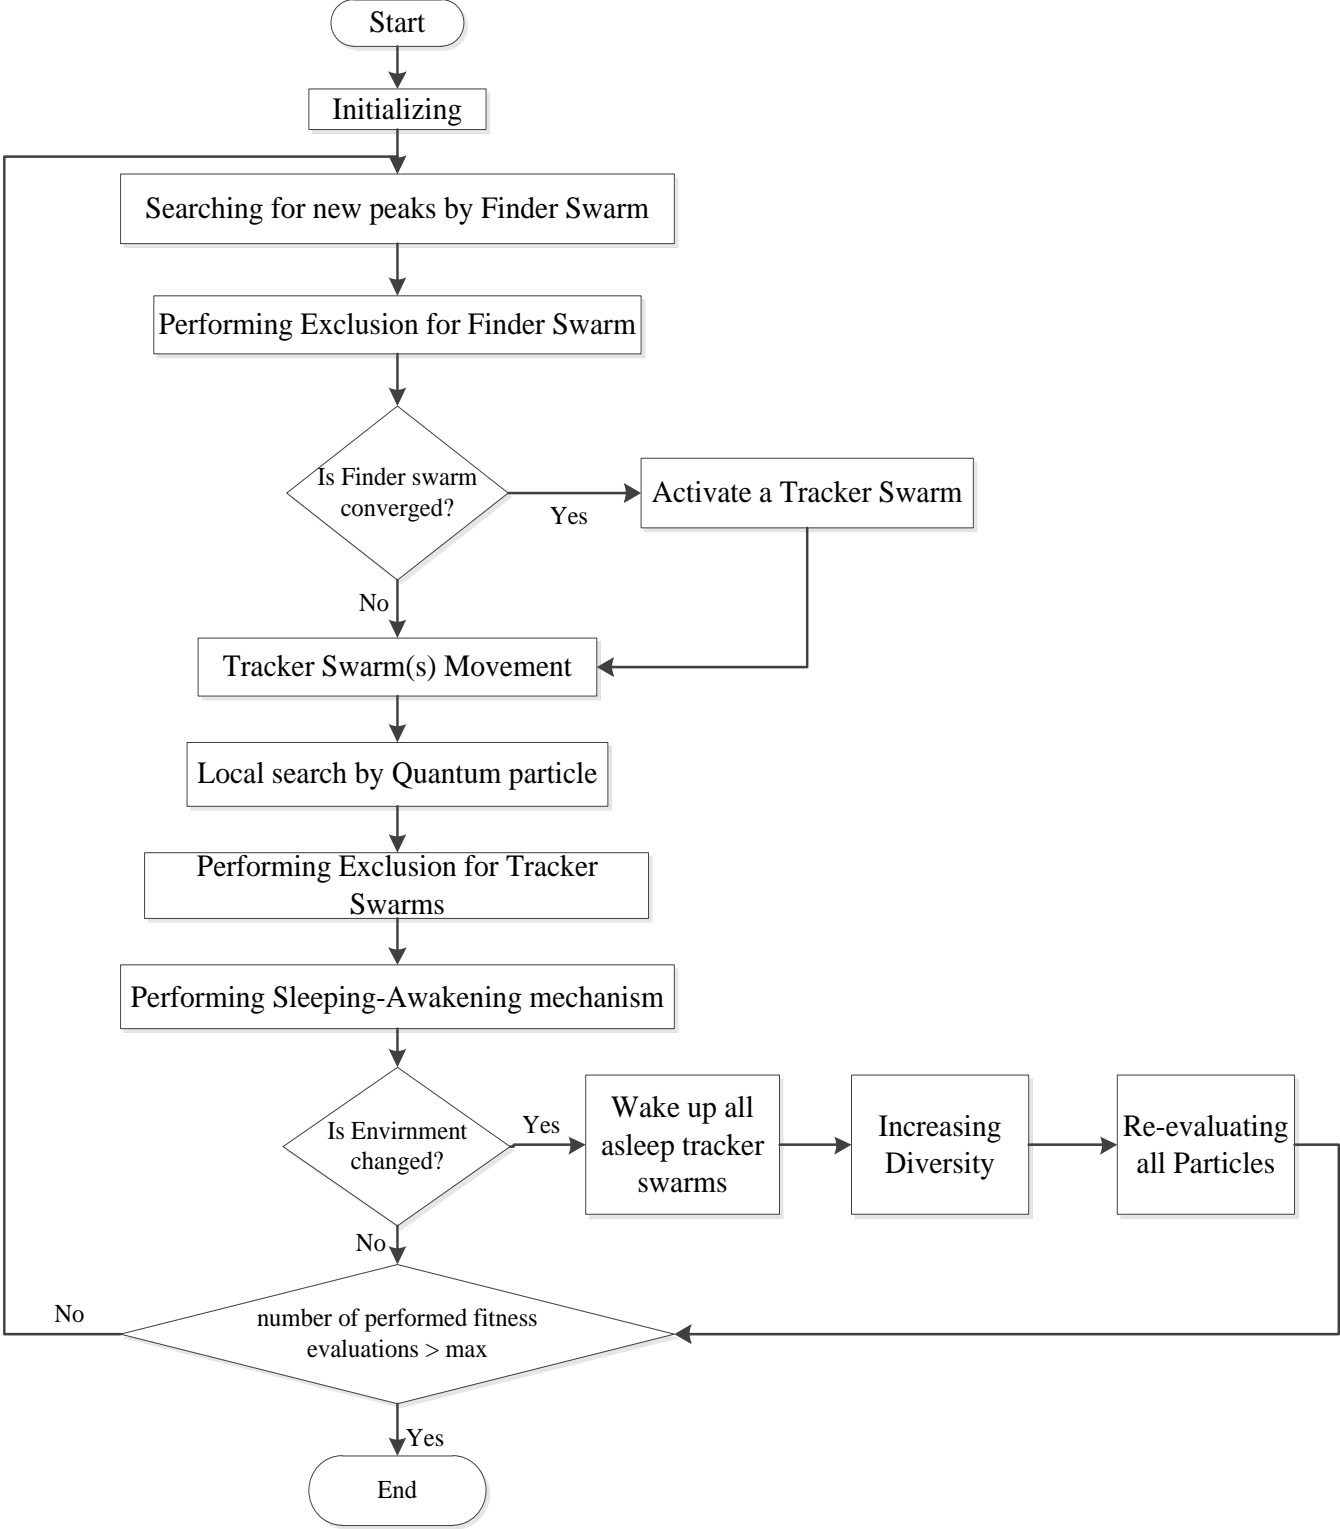 Start
Initializing
Searching for new peaks by Finder Swarm
Performing Exclusion for Finder Swarm
Is Finder swarm
converged?
Yes
Activate a Tracker Swarm
No
Tracker Swarm(s) Movement
Local search by Quantum particle
Performing Exclusion for Tracker
Swarms
Performing Sleeping-Awakening mechanism
Is Envirnment
changed?
Yes
Wake up all
asleep tracker
swarms
Increasing
Diversity
Re-evaluating
all Particles
No
number of performed fitness
evaluations > max
No
Yes
End